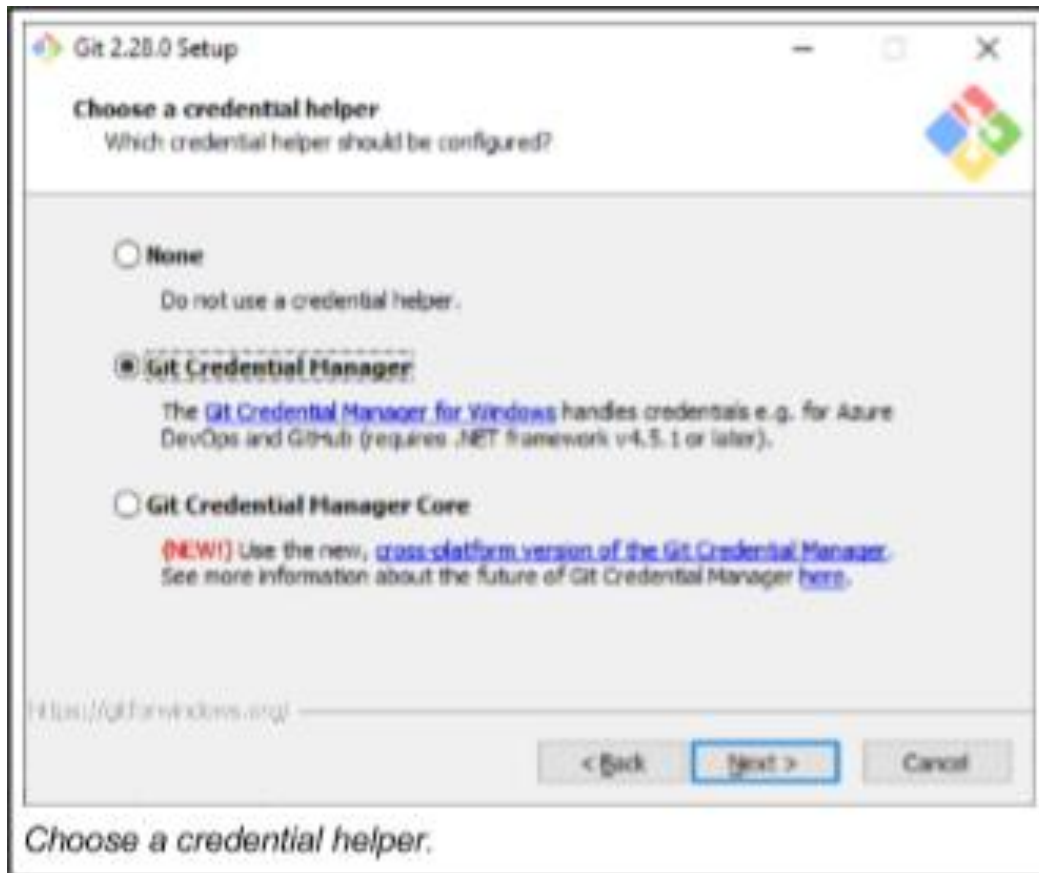 Git 2.28.0 Setup
Choose a credential helper
Which credential helper should be configured?
None
Do not use a credential helper.
Git Credential Manager
The Git Credential Manager for Windows handles credentials e.g. for Azure
DevOps and GitHub (requires .NET framework v4.5.1 or later).
Git Credential Manager Core
(NEW!) Use the new, cross-platform version of the Git Credential Manager.
See more information about the future of Git Credential Manager here.
https://gitforwindows.org/
< Back Next > Cancel
Choose a credential helper.